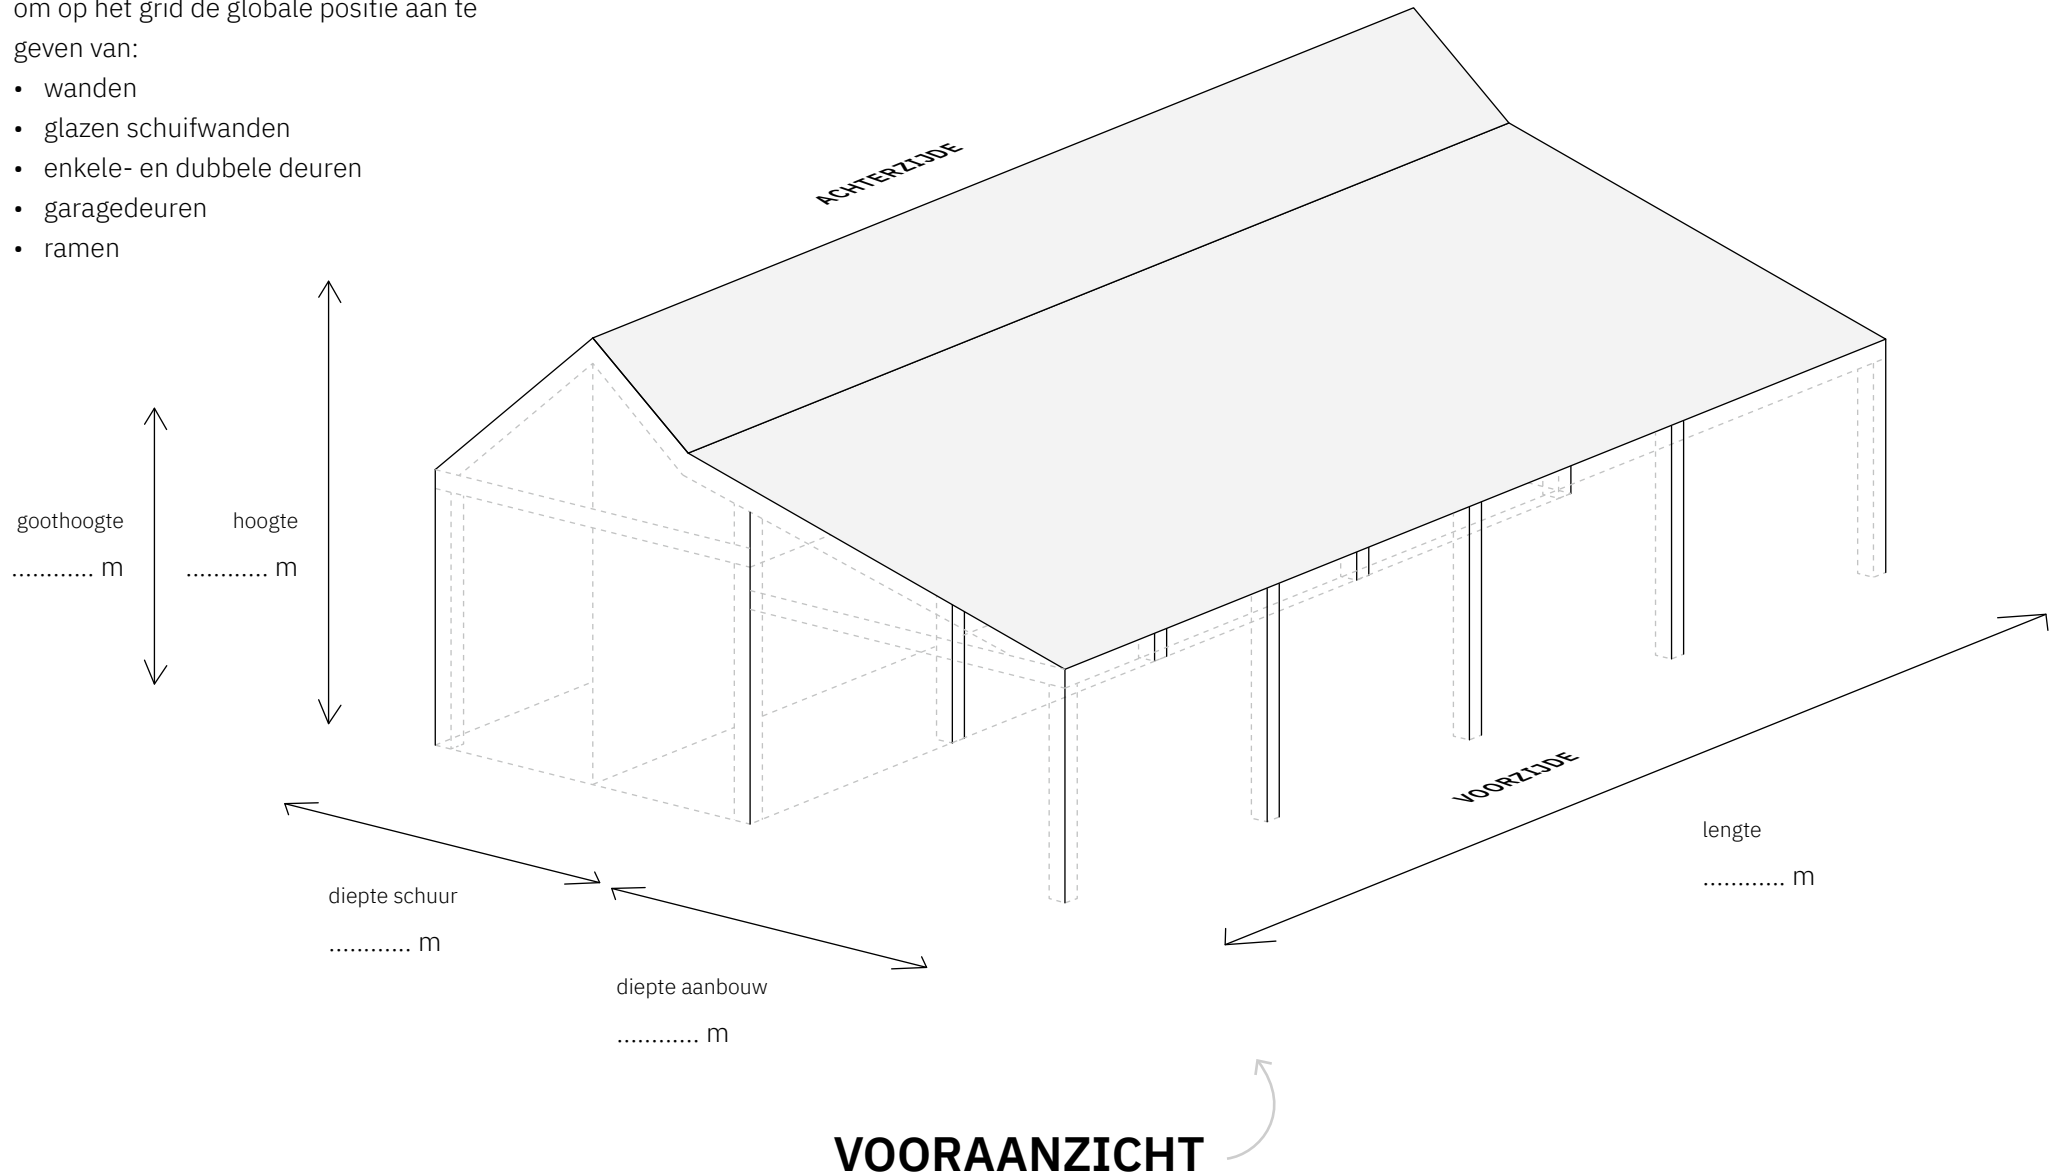 om op het grid de globale positie aan te
geven van:
• wanden
• glazen schuifwanden
• enkele- en dubbele deuren
• garagedeuren
• ramen
ACHTERZIJDE
goothoogte
............ m
hoogte
............ m
VOORZIJDE
lengte
............ m
diepte schuur
............ m
diepte aanbouw
............ m
VOORAANZICHT